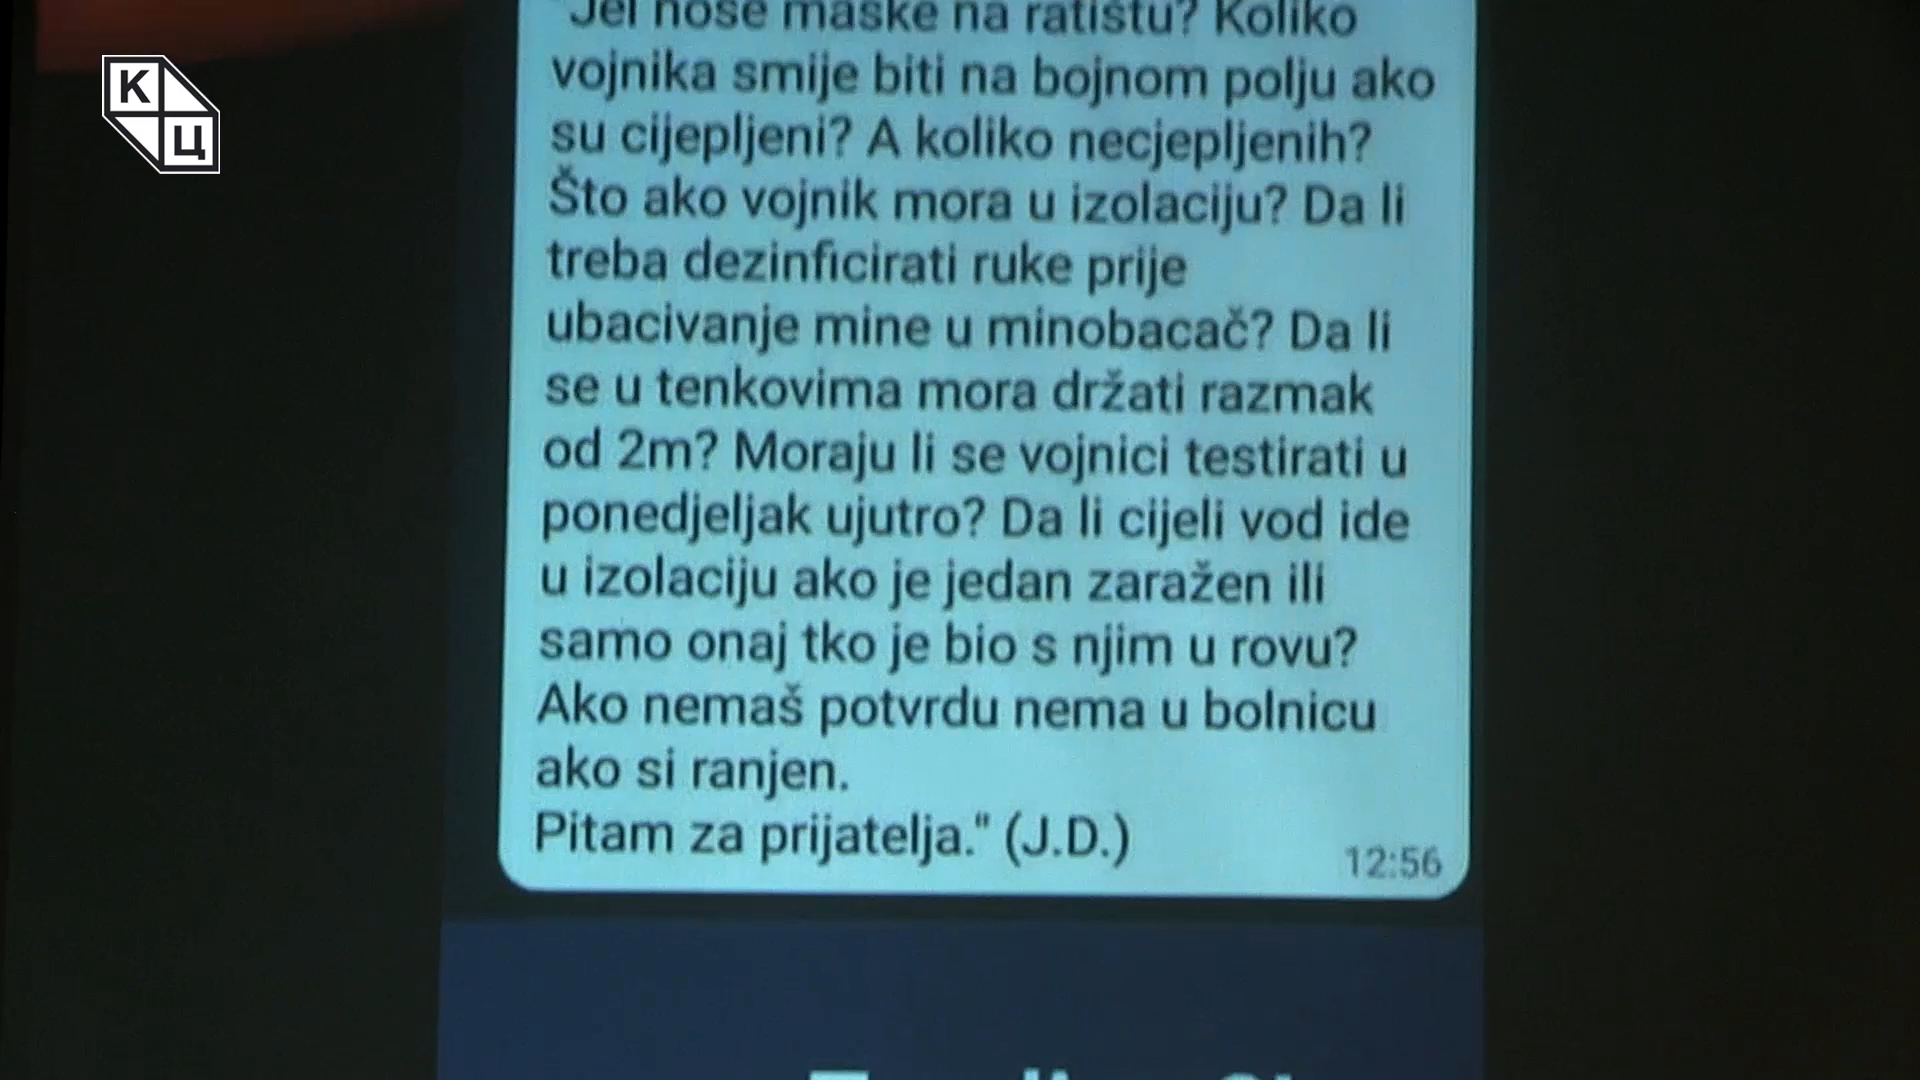 К
Ц
"Jel nose maske na ratištu? Koliko
vojnika smije biti na bojnom polju ako
su cijepljeni? A koliko necjepljenih?
Što ako vojnik mora u izolaciju? Da li
treba dezinficirati ruke prije
ubacivanje mine u minobacač? Da li
se u tenkovima mora držati razmak
od 2m? Moraju li se vojnici testirati u
ponedjeljak ujutro? Da li cijeli vod ide
u izolaciju ako je jedan zaražen ili
samo onaj tko je bio s njim u rovu?
Ako nemaš potvrdu nema u bolnicu
ako si ranjen.
Pitam za prijatelja." (J.D.)
12:56